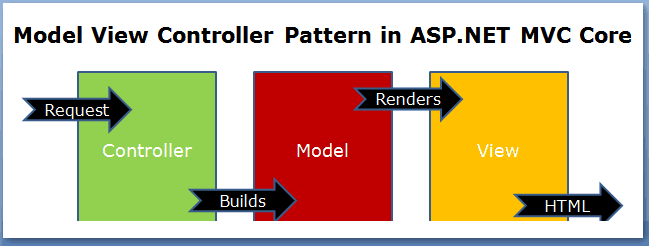 Model View Controller Pattern in ASP.NET MVC Core
Request
Controller
Builds
Model
Renders
View
HTML